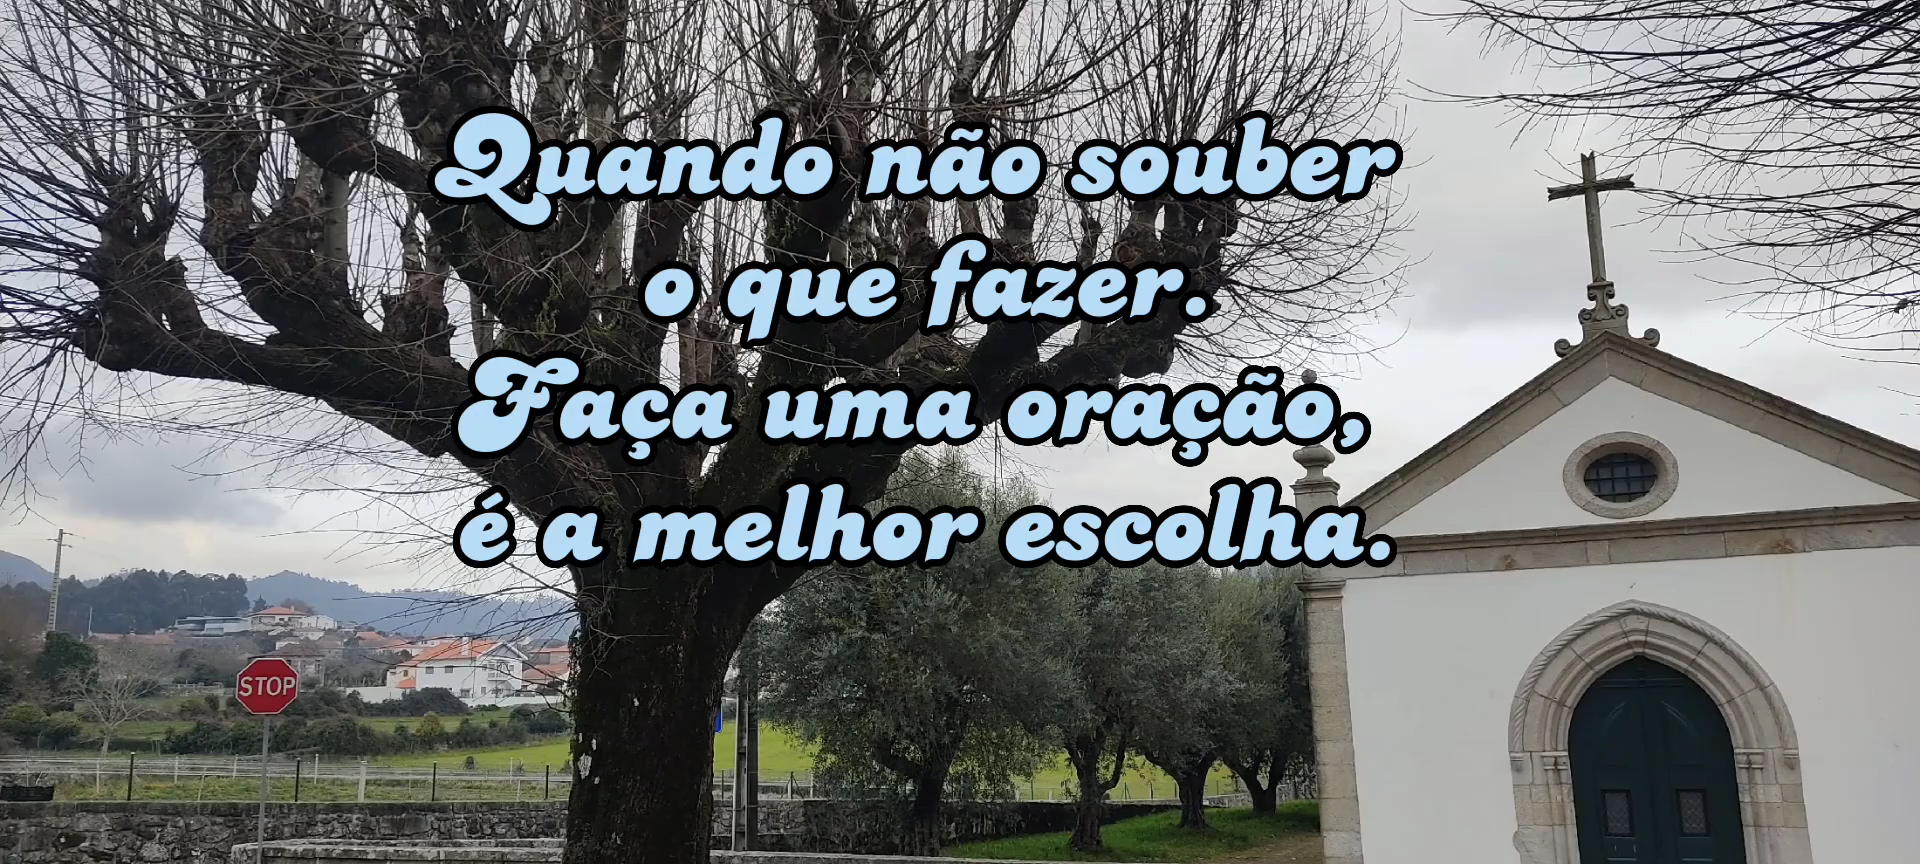 Quando não souber
o que fazer.
Faça uma oração,
é a melhor escolha.
STOP